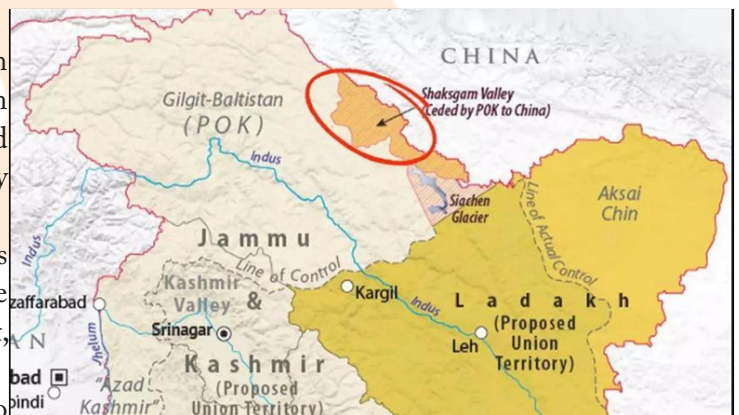 CHINA
Shaksgam Valley
(Ceded by POK to China)
Gilgit-Baltistan
(POK)
Indus
Siachen
Glacier
Aksai
Chin
Line of Actual Control
Jammu
&
Kashmir
(Proposed
Union Territory)
Line of Control
Kashmir
Valley
Kargil
Indus
Ladakh
(Proposed
Union
Territory)
Leh
Srinagar
Indus
zaffarabad
Jhelum
"Azad
Kashmir"
AN
bad
pindi